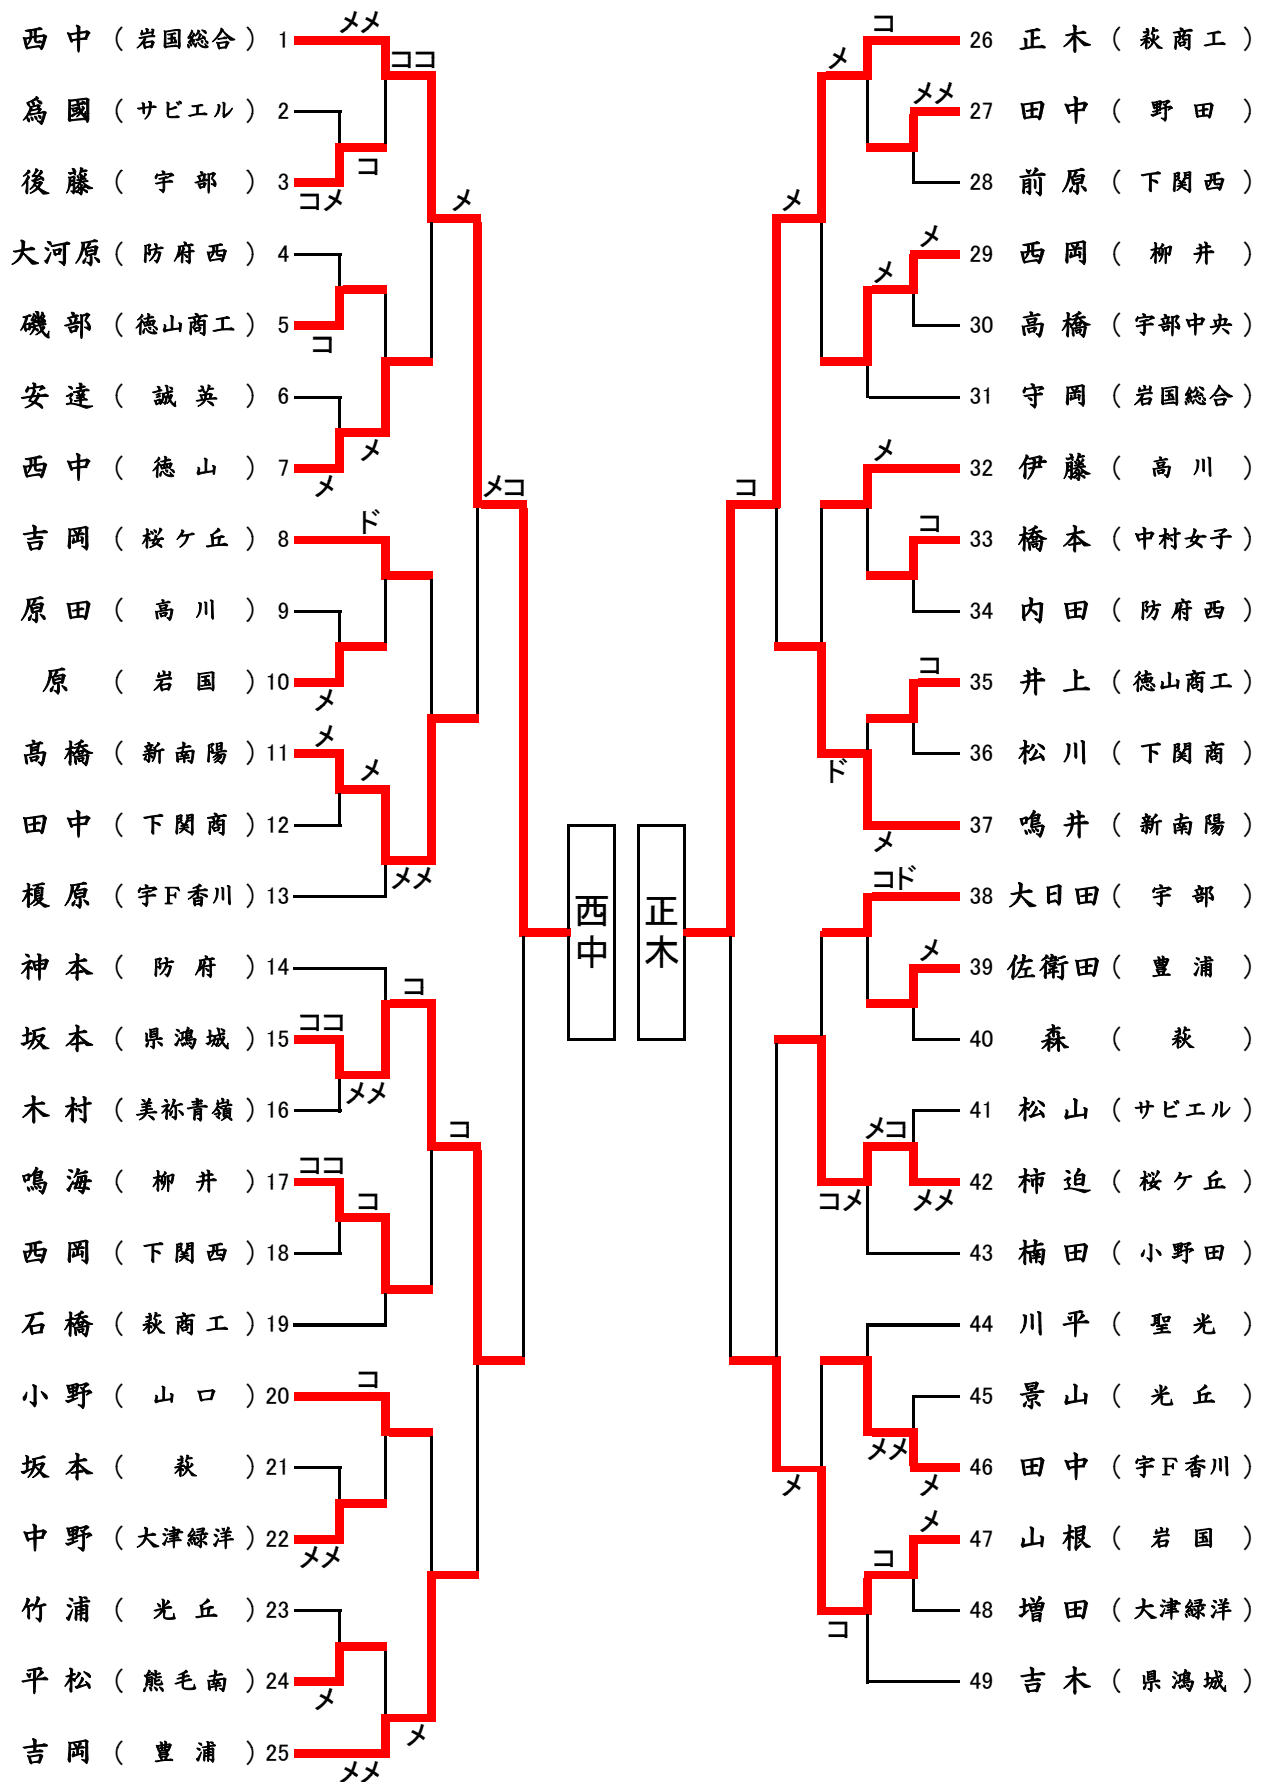 メメ
西中（岩国総合）1
ココ
爲國（サビエル）2
コ
後藤（宇部）3
コメ
メ
大河原（防府西）4
磯部（徳山商工）5
コ
安達（誠英）6
メ
西中（徳山）7
メ
メコ
ド
吉岡（桜ケ丘）8
原田（高川）9
原（岩国）10
メ
メ
髙橋（新南陽）11
メ
田中（下関商）12
メメ
榎原（宇F香川）13
神本（防府）14
コ
ココ
坂本（県鴻城）15
メメ
木村（美祢青嶺）16
コ
ココ
鳴海（柳井）17
コ
西岡（下関西）18
石橋（萩商工）19
コ
小野（山口）20
坂本（萩）21
中野（大津緑洋）22
メメ
竹浦（光丘）23
平松（熊毛南）24
メ
メ
吉岡（豊浦）25
メメ
西中
正木
コ
26 正木（萩商工）
メ
メメ
27 田中（野田）
28 前原（下関西）
メ
メ
29 西岡（柳井）
メ
30 高橋（宇部中央）
31 守岡（岩国総合）
メ
32 伊藤（高川）
コ
コ
33 橋本（中村女子）
34 内田（防府西）
コ
35 井上（徳山商工）
36 松川（下関商）
ド
37 鳴井（新南陽）
メ
コド
38 大日田（宇部）
メ
39 佐衛田（豊浦）
40 森（萩）
41 松山（サビエル）
メコ
42 柿迫（桜ケ丘）
コメ
メメ
43 楠田（小野田）
44 川平（聖光）
45 景山（光丘）
メメ
46 田中（宇F香川）
メ
メ
メ
47 山根（岩国）
コ
48 増田（大津緑洋）
コ
49 吉木（県鴻城）